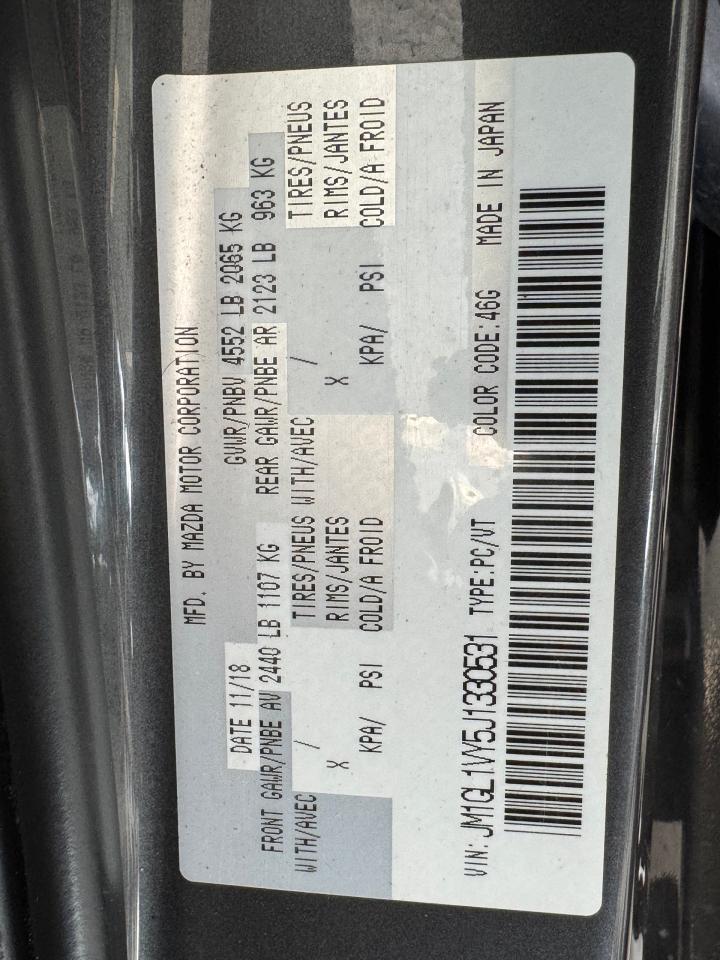 MFD. BY MAZDA MOTOR CORPORATION
DATE 11/18 GVWR/PNBV 4552 LB 2065 KG
FRONT GAWR/PNBE AV 2440 LB 1107 KG REAR GAWR/PNBE AR 2123 LB 963 KG
WITH/AVEC / TIRES/PNEUS WITH/AVEC / TIRES/PNEUS
X RIMS/JANTES X RIMS/JANTES
KPA/ PSI COLD/A FROID KPA/ PSI COLD/A FROID
VIN: JM1GL1VY5J1330531 TYPE:PC/VT COLOR CODE:46G MADE IN JAPAN